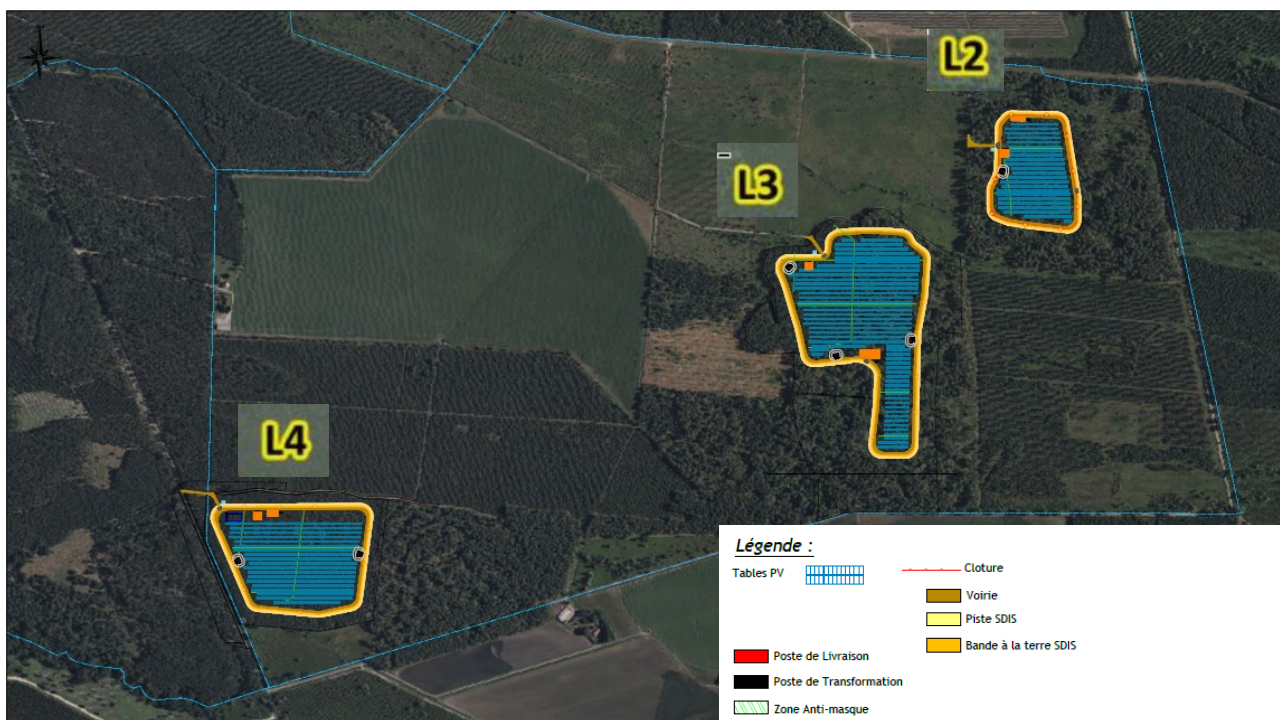 L2
L3
L4
Légende :
Tables PV
Cloture
Voirie
Piste SDIS
Bande à la terre SDIS
Poste de Livraison
Poste de Transformation
Zone Anti-masque